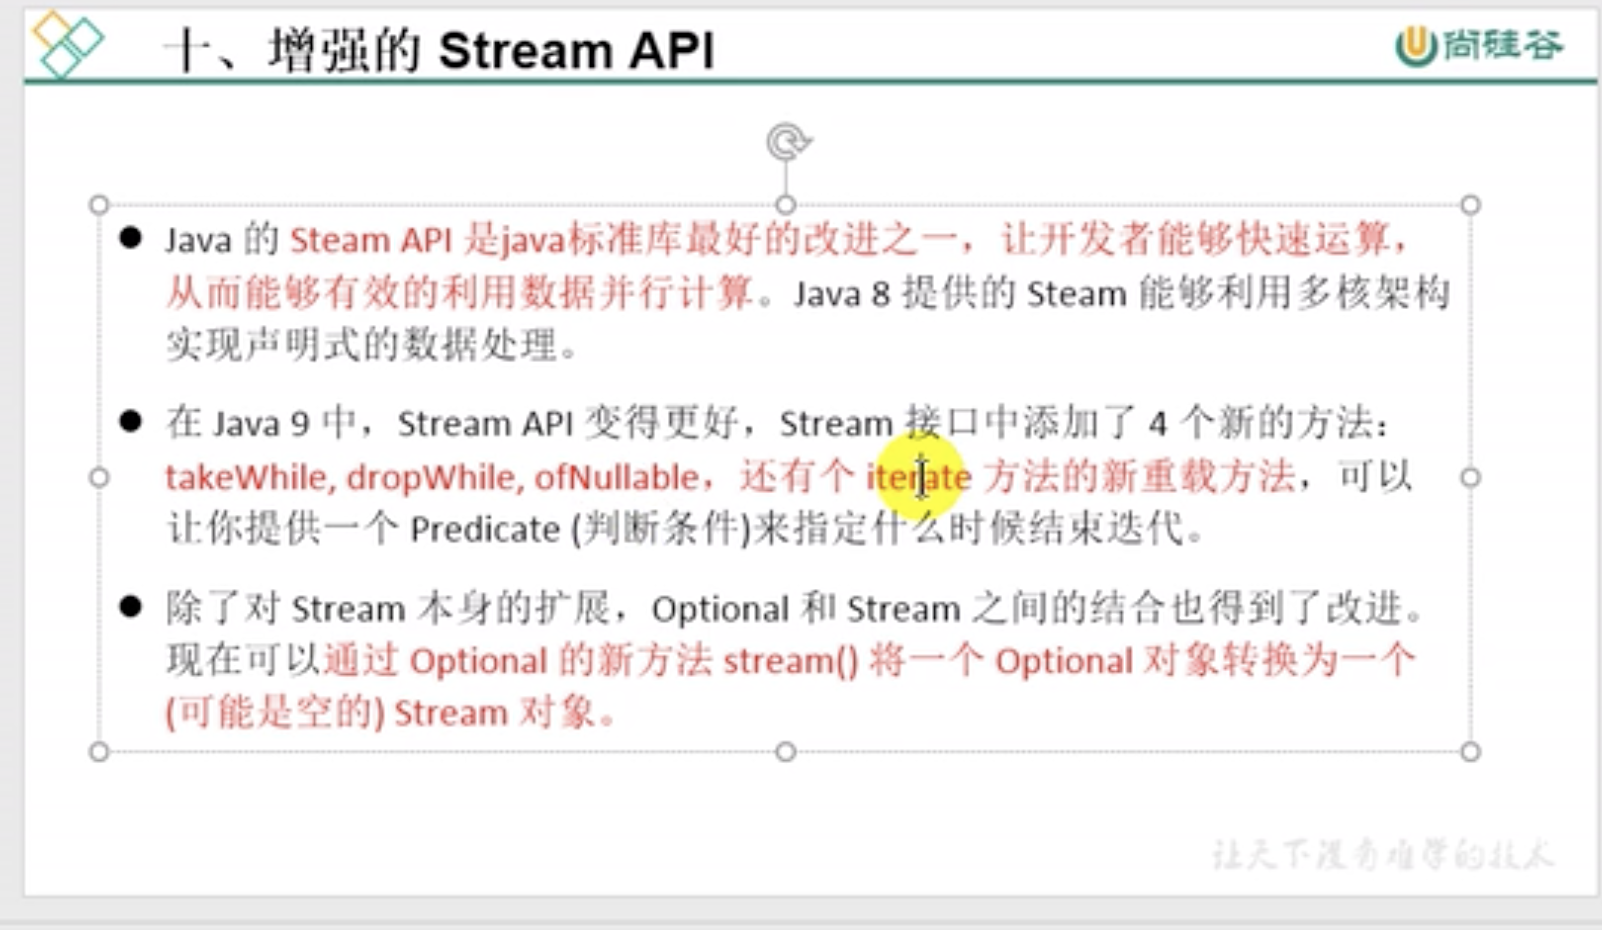 十、增强的 Stream API
尚硅谷
Java 的 Steam API 是java标准库最好的改进之一，让开发者能够快速运算，
从而能够有效的利用数据并行计算。Java 8 提供的 Steam 能够利用多核架构
实现声明式的数据处理。
在 Java 9 中，Stream API 变得更好，Stream 接口中添加了 4 个新的方法：
takeWhile, dropWhile, ofNullable，还有个 iterate 方法的新重载方法，可以
让你提供一个 Predicate (判断条件)来指定什么时候结束迭代。
除了对 Stream 本身的扩展，Optional 和 Stream 之间的结合也得到了改进。
现在可以通过 Optional 的新方法 stream() 将一个 Optional 对象转换为一个
(可能是空的) Stream 对象。
让天下没有难学的技术